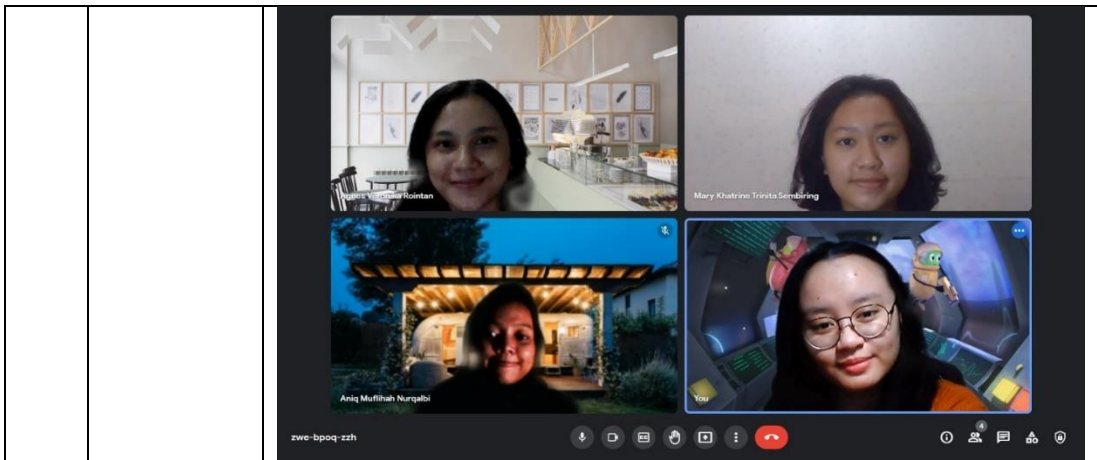 Rointan
Mary Khatrine Trinita Sembiring
Aniq Muflihah Nurqalbi
You
zwe-bpoq-zzh
4